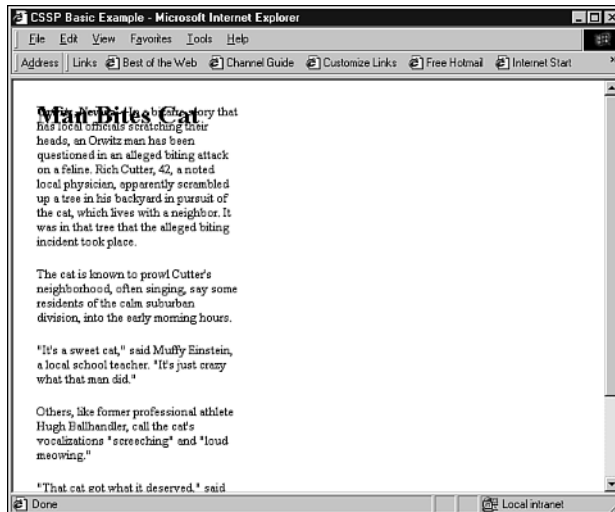 CSSP Basic Example - Microsoft Internet Explorer
File Edit View Favorites Tools Help
Address Links Best of the Web Channel Guide Customize Links Free Hotmail Internet Start
Man Bites Cat
Orwitz, Nevada - In a bizarre story that
has local officials scratching their
heads, an Orwitz man has been
questioned in an alleged biting attack
on a feline. Rich Cutter, 42, a noted
local physician, apparently scrambled
up a tree in his backyard in pursuit of
the cat, which lives with a neighbor. It
was in that tree that the alleged biting
incident took place.
The cat is known to prowl Cutter's
neighborhood, often singing, say some
residents of the calm suburban
division, into the early morning hours.
"It's a sweet cat," said Muffy Einstein,
a local school teacher. "It's just crazy
what that man did."
Others, like former professional athlete
Hugh Ballhandler, call the cat's
vocalizations "screeching" and "loud
meowing."
"That cat got what it deserved," said
Done Local intranet